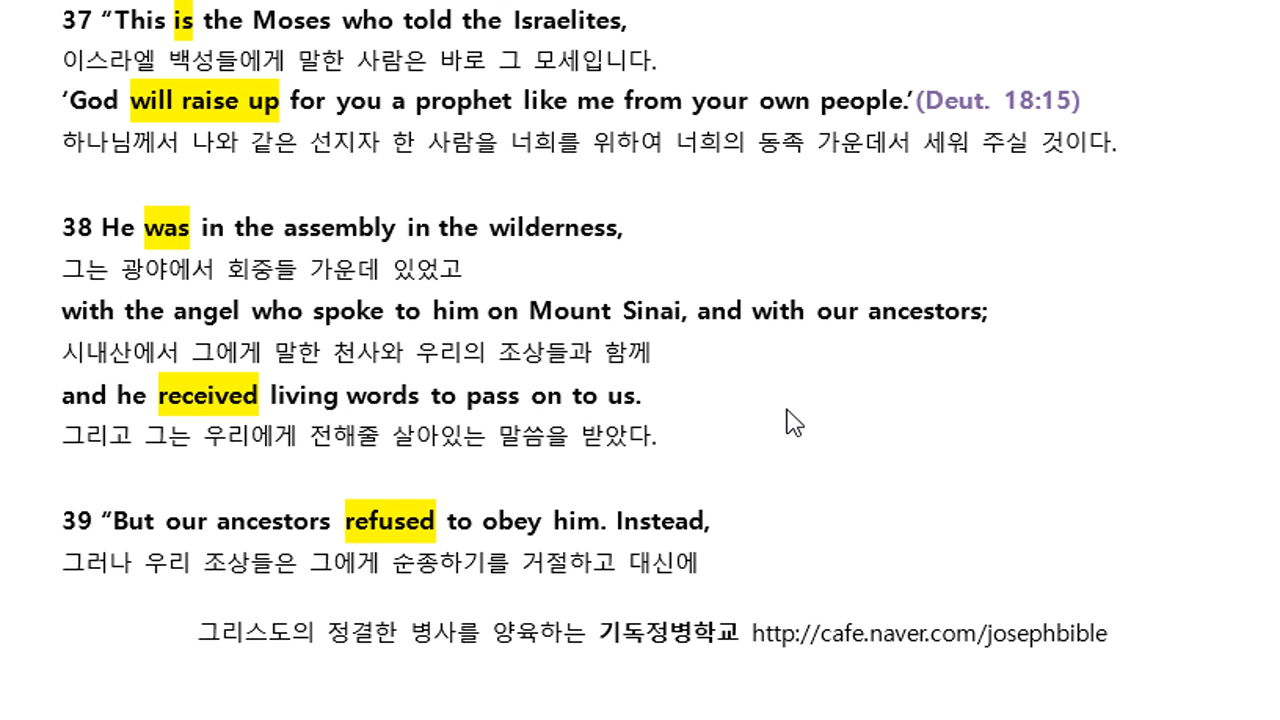 37 “This is the Moses who told the Israelites,
이스라엘 백성들에게 말한 사람은 바로 그 모세입니다.
‘God will raise up for you a prophet like me from your own people.’(Deut. 18:15)
하나님께서 나와 같은 선지자 한 사람을 너희를 위하여 너희의 동족 가운데서 세워 주실 것이다.
38 He was in the assembly in the wilderness,
그는 광야에서 회중들 가운데 있었고
with the angel who spoke to him on Mount Sinai, and with our ancestors;
시내산에서 그에게 말한 천사와 우리의 조상들과 함께
and he received living words to pass on to us.
그리고 그는 우리에게 전해줄 살아있는 말씀을 받았다.
39 “But our ancestors refused to obey him. Instead,
그러나 우리 조상들은 그에게 순종하기를 거절하고 대신에
그리스도의 정결한 병사를 양육하는 기독정병학교 http://cafe.naver.com/josephbible